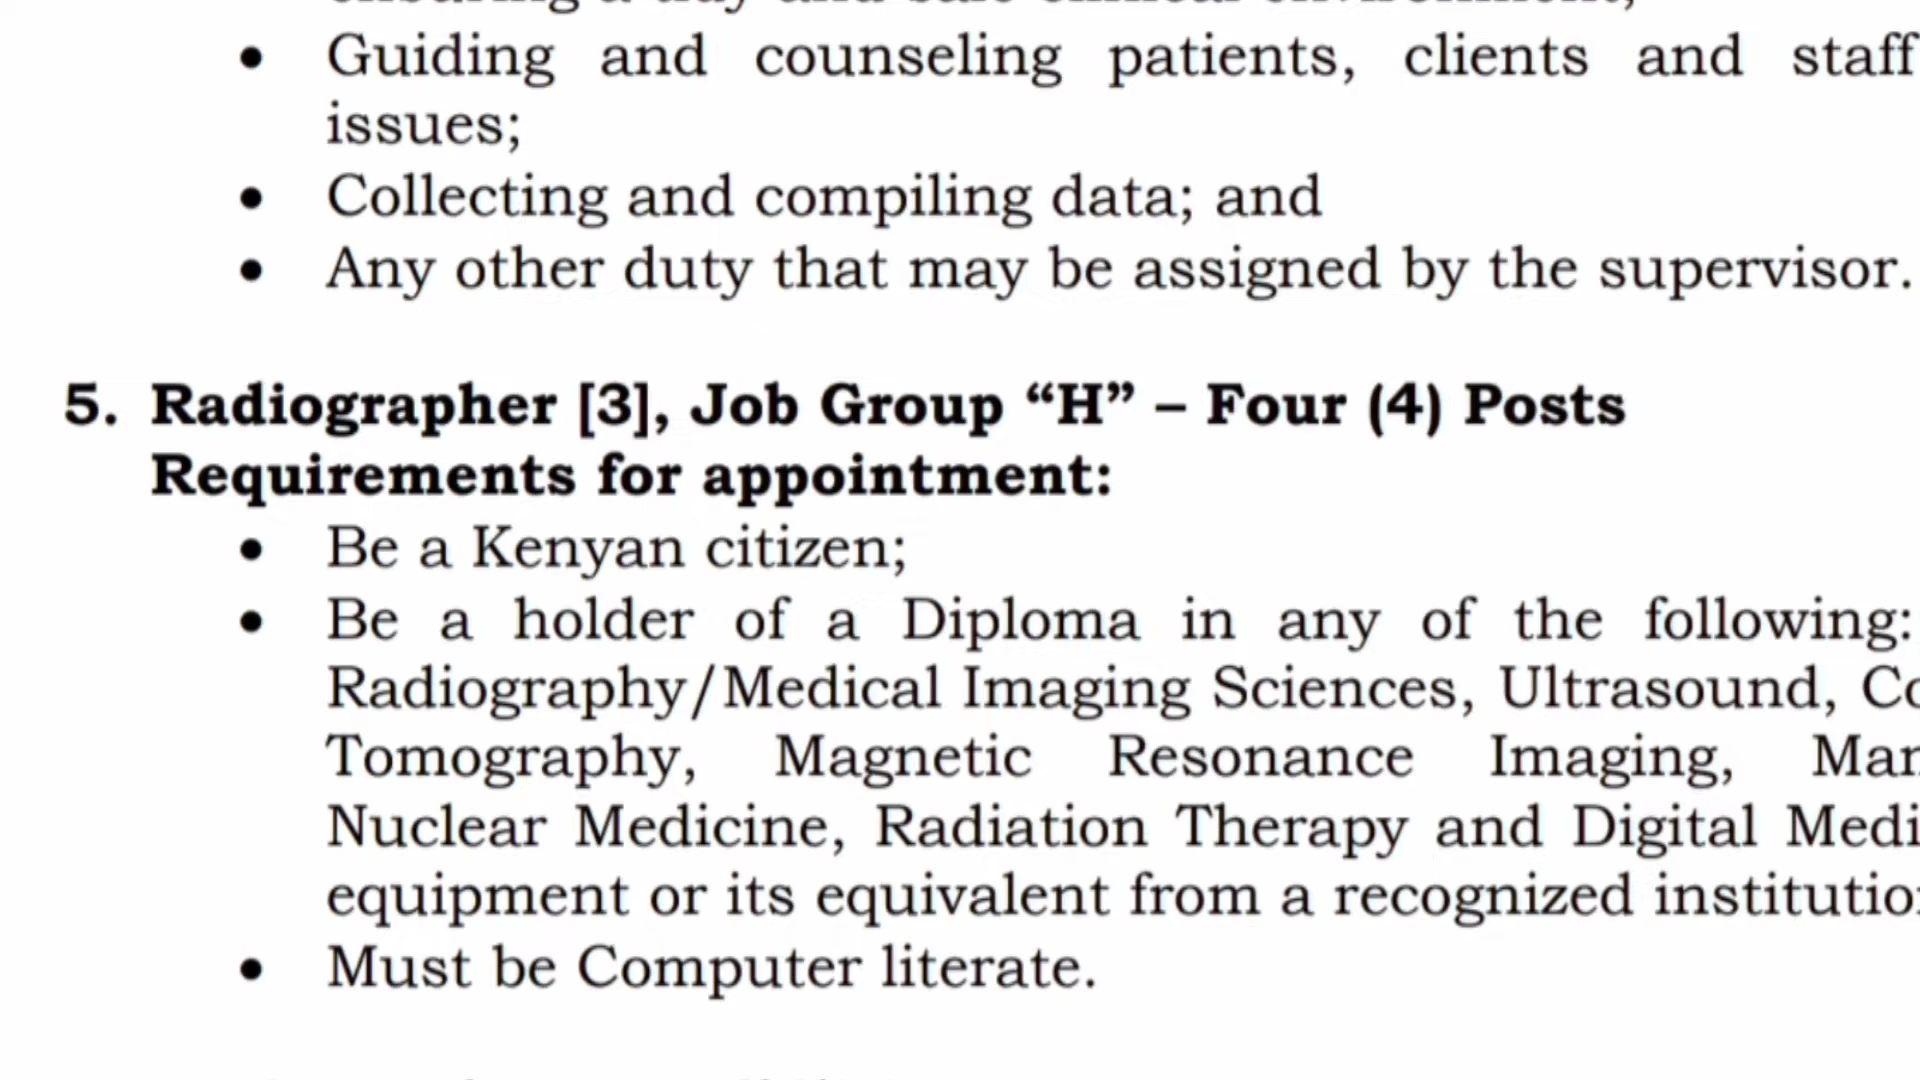 • Guiding and counseling patients, clients and staff
issues;
• Collecting and compiling data; and
• Any other duty that may be assigned by the supervisor.
5. Radiographer [3], Job Group “H” – Four (4) Posts
Requirements for appointment:
• Be a Kenyan citizen;
• Be a holder of a Diploma in any of the following:
Radiography/Medical Imaging Sciences, Ultrasound,
Tomography, Magnetic Resonance Imaging,
Nuclear Medicine, Radiation Therapy and Digital
equipment or its equivalent from a recognized
• Must be Computer literate.